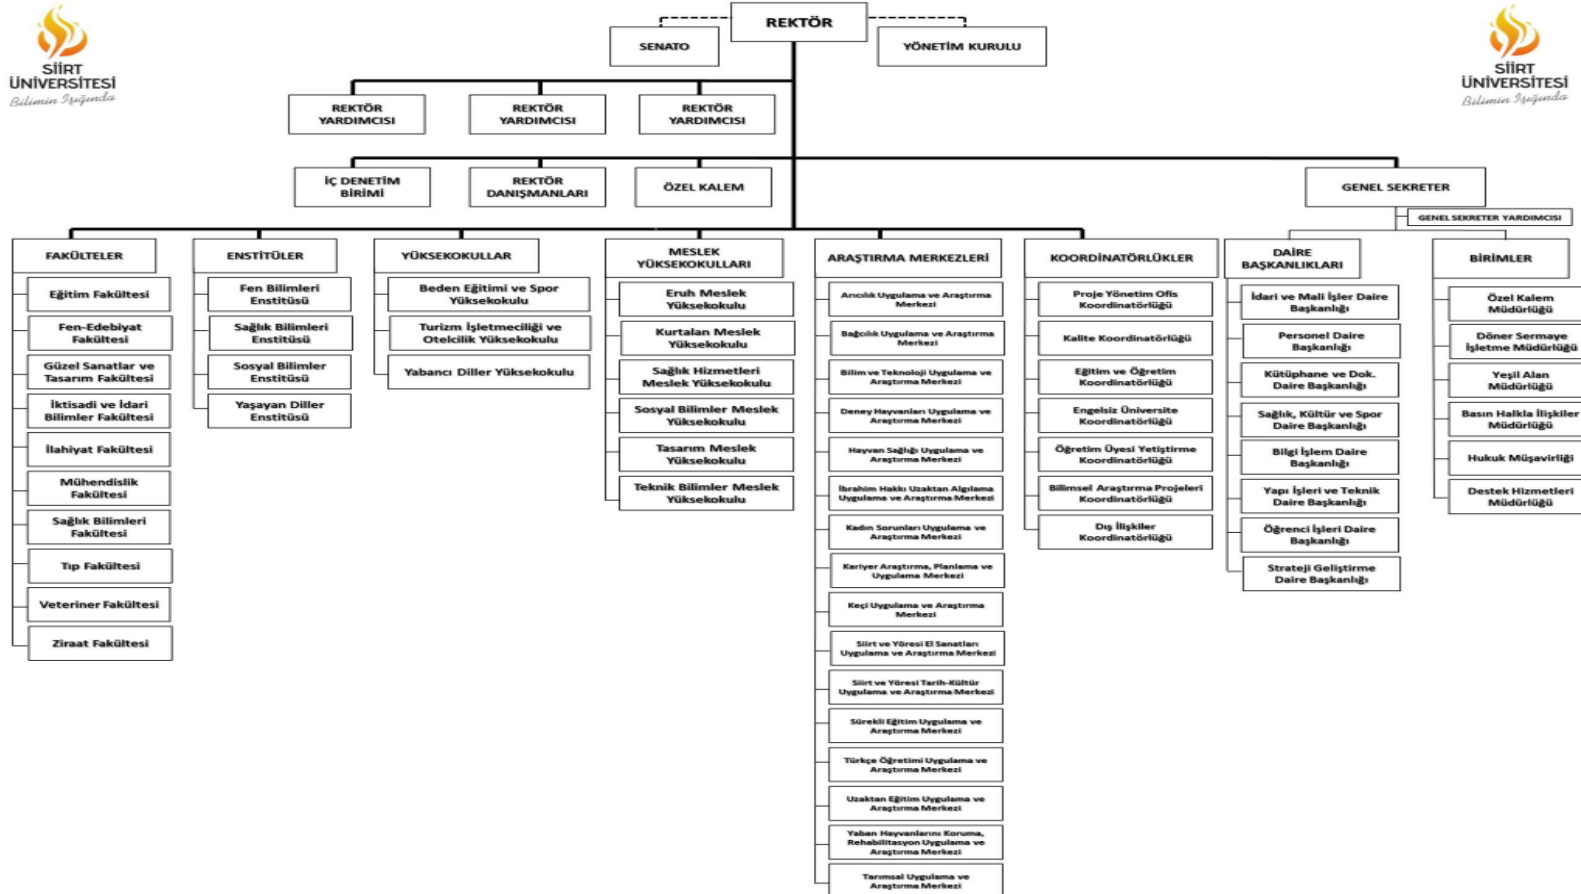 SİİRT
ÜNİVERSİTESİ
Bilimin Işığında
REKTÖR
SENATO
YÖNETİM KURULU
SİİRT
ÜNİVERSİTESİ
Bilimin Işığında
REKTÖR
YARDIMCISI
REKTÖR
YARDIMCISI
REKTÖR
YARDIMCISI
İÇ DENETİM
BİRİMİ
REKTÖR
DANIŞMANLARI
ÖZEL KALEM
GENEL SEKRETER
GENEL SEKRETER YARDIMCISI
FAKÜLTELER
Eğitim Fakültesi
Fen-Edebiyat
Fakültesi
Güzel Sanatlar ve
Tasarım Fakültesi
İktisadi ve İdari
Bilimler Fakültesi
İlahiyat Fakültesi
Mühendislik
Fakültesi
Sağlık Bilimleri
Fakültesi
Tıp Fakültesi
Veteriner Fakültesi
Ziraat Fakültesi
ENSTİTÜLER
Fen Bilimleri
Enstitüsü
Sağlık Bilimleri
Enstitüsü
Sosyal Bilimler
Enstitüsü
Yaşayan Diller
Enstitüsü
YÜKSEKOKULLAR
Beden Eğitimi ve Spor
Yüksekokulu
Turizm İşletmeciliği ve
Otelcilik Yüksekokulu
Yabancı Diller Yüksekokulu
MESLEK
YÜKSEKOKULLARI
Eruh Meslek
Yüksekokulu
Kurtalan Meslek
Yüksekokulu
Sağlık Hizmetleri
Meslek Yüksekokulu
Sosyal Bilimler Meslek
Yüksekokulu
Tasarım Meslek
Yüksekokulu
Teknik Bilimler Meslek
Yüksekokulu
ARAŞTIRMA MERKEZLERİ
Arıcılık Uygulama ve Araştırma
Merkezi
Bağcılık Uygulama ve Araştırma
Merkezi
Bilim ve Teknoloji Uygulama ve
Araştırma Merkezi
Deney Hayvanları Uygulama ve
Araştırma Merkezi
Hayvan Sağlığı Uygulama ve
Araştırma Merkezi
İbrahim Hakkı Uzaktan Algılama
Uygulama ve Araştırma Merkezi
Kadın Sorunları Uygulama ve
Araştırma Merkezi
Kariyer Araştırma, Planlama ve
Uygulama Merkezi
Keçi Uygulama ve Araştırma
Merkezi
Siirt ve Yöresi El Sanatları
Uygulama ve Araştırma Merkezi
Siirt ve Yöresi Tarih-Kültür
Uygulama ve Araştırma Merkezi
Sürekli Eğitim Uygulama ve
Araştırma Merkezi
Türkçe Öğretimi Uygulama ve
Araştırma Merkezi
Uzaktan Eğitim Uygulama ve
Araştırma Merkezi
Yaban Hayvanlarını Koruma,
Rehabilitasyon Uygulama ve
Araştırma Merkezi
Tarımsal Uygulama ve
Araştırma Merkezi
KOORDİNATÖRLÜKLER
Proje Yönetim Ofis
Koordinatörlüğü
Kalite Koordinatörlüğü
Eğitim ve Öğretim
Koordinatörlüğü
Engelsiz Üniversite
Koordinatörlüğü
Öğretim Üyesi Yetiştirme
Koordinatörlüğü
Bilimsel Araştırma Projeleri
Koordinatörlüğü
Dış İlişkiler
Koordinatörlüğü
DAİRE
BAŞKANLIKLARI
İdari ve Mali İşler Daire
Başkanlığı
Personel Daire
Başkanlığı
Kütüphane ve Dok.
Daire Başkanlığı
Sağlık, Kültür ve Spor
Daire Başkanlığı
Bilgi İşlem Daire
Başkanlığı
Yapı İşleri ve Teknik
Daire Başkanlığı
Öğrenci İşleri Daire
Başkanlığı
Strateji Geliştirme
Daire Başkanlığı
BİRİMLER
Özel Kalem
Müdürlüğü
Döner Sermaye
İşletme Müdürlüğü
Yeşil Alan
Müdürlüğü
Basın Halkla İlişkiler
Müdürlüğü
Hukuk Müşavirliği
Destek Hizmetleri
Müdürlüğü